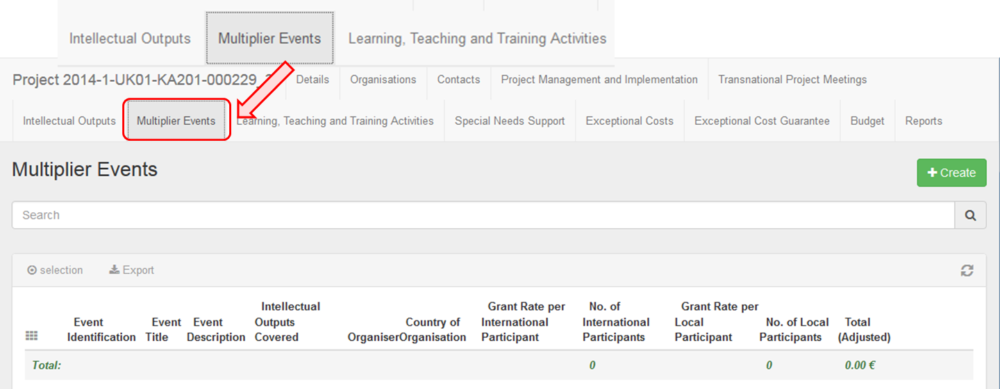 Intellectual Outputs Multiplier Events Learning, Teaching and Training Activities
Project 2014-1-UK01-KA201-000229_ Details Organisations Contacts Project Management and Implementation Transnational Project Meetings
Intellectual Outputs Multiplier Events Learning, Teaching and Training Activities Special Needs Support Exceptional Costs Exceptional Cost Guarantee Budget Reports
Multiplier Events
Create
Search
selection Export
Intellectual Grant Rate per No. of Grant Rate per
Event Event Event Outputs Country of International International Local No. of Local Total
Identification Title Description Covered Organiser Organisation Participant Participants Participant Participants (Adjusted)
Total: 0 0 0.00 €